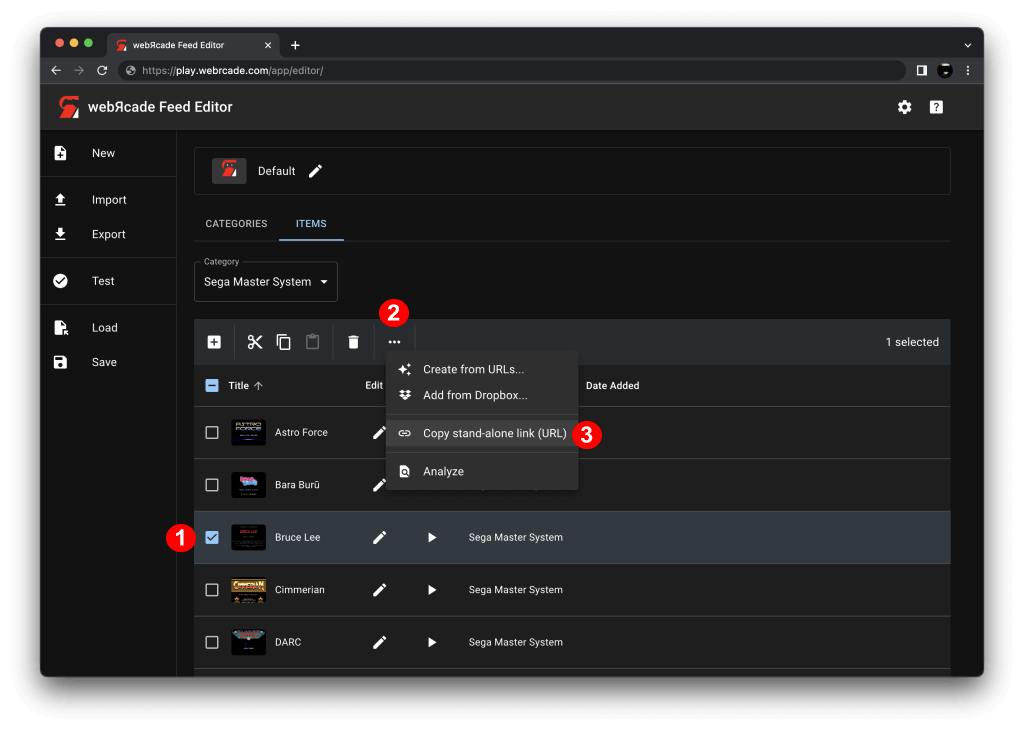 webЯcade Feed Editor
https://play.webrcade.com/app/editor/
webЯcade Feed Editor
?
New
Import
Export
Test
Load
Save
Default
CATEGORIES ITEMS
Category
Sega Master System
2
1 selected
Title Edit Date Added
Create from URLs...
Add from Dropbox...
Copy stand-alone link (URL) 3
Analyze
Astro Force
Bara Burū
1 Bruce Lee Sega Master System
Cimmerian Sega Master System
DARC Sega Master System